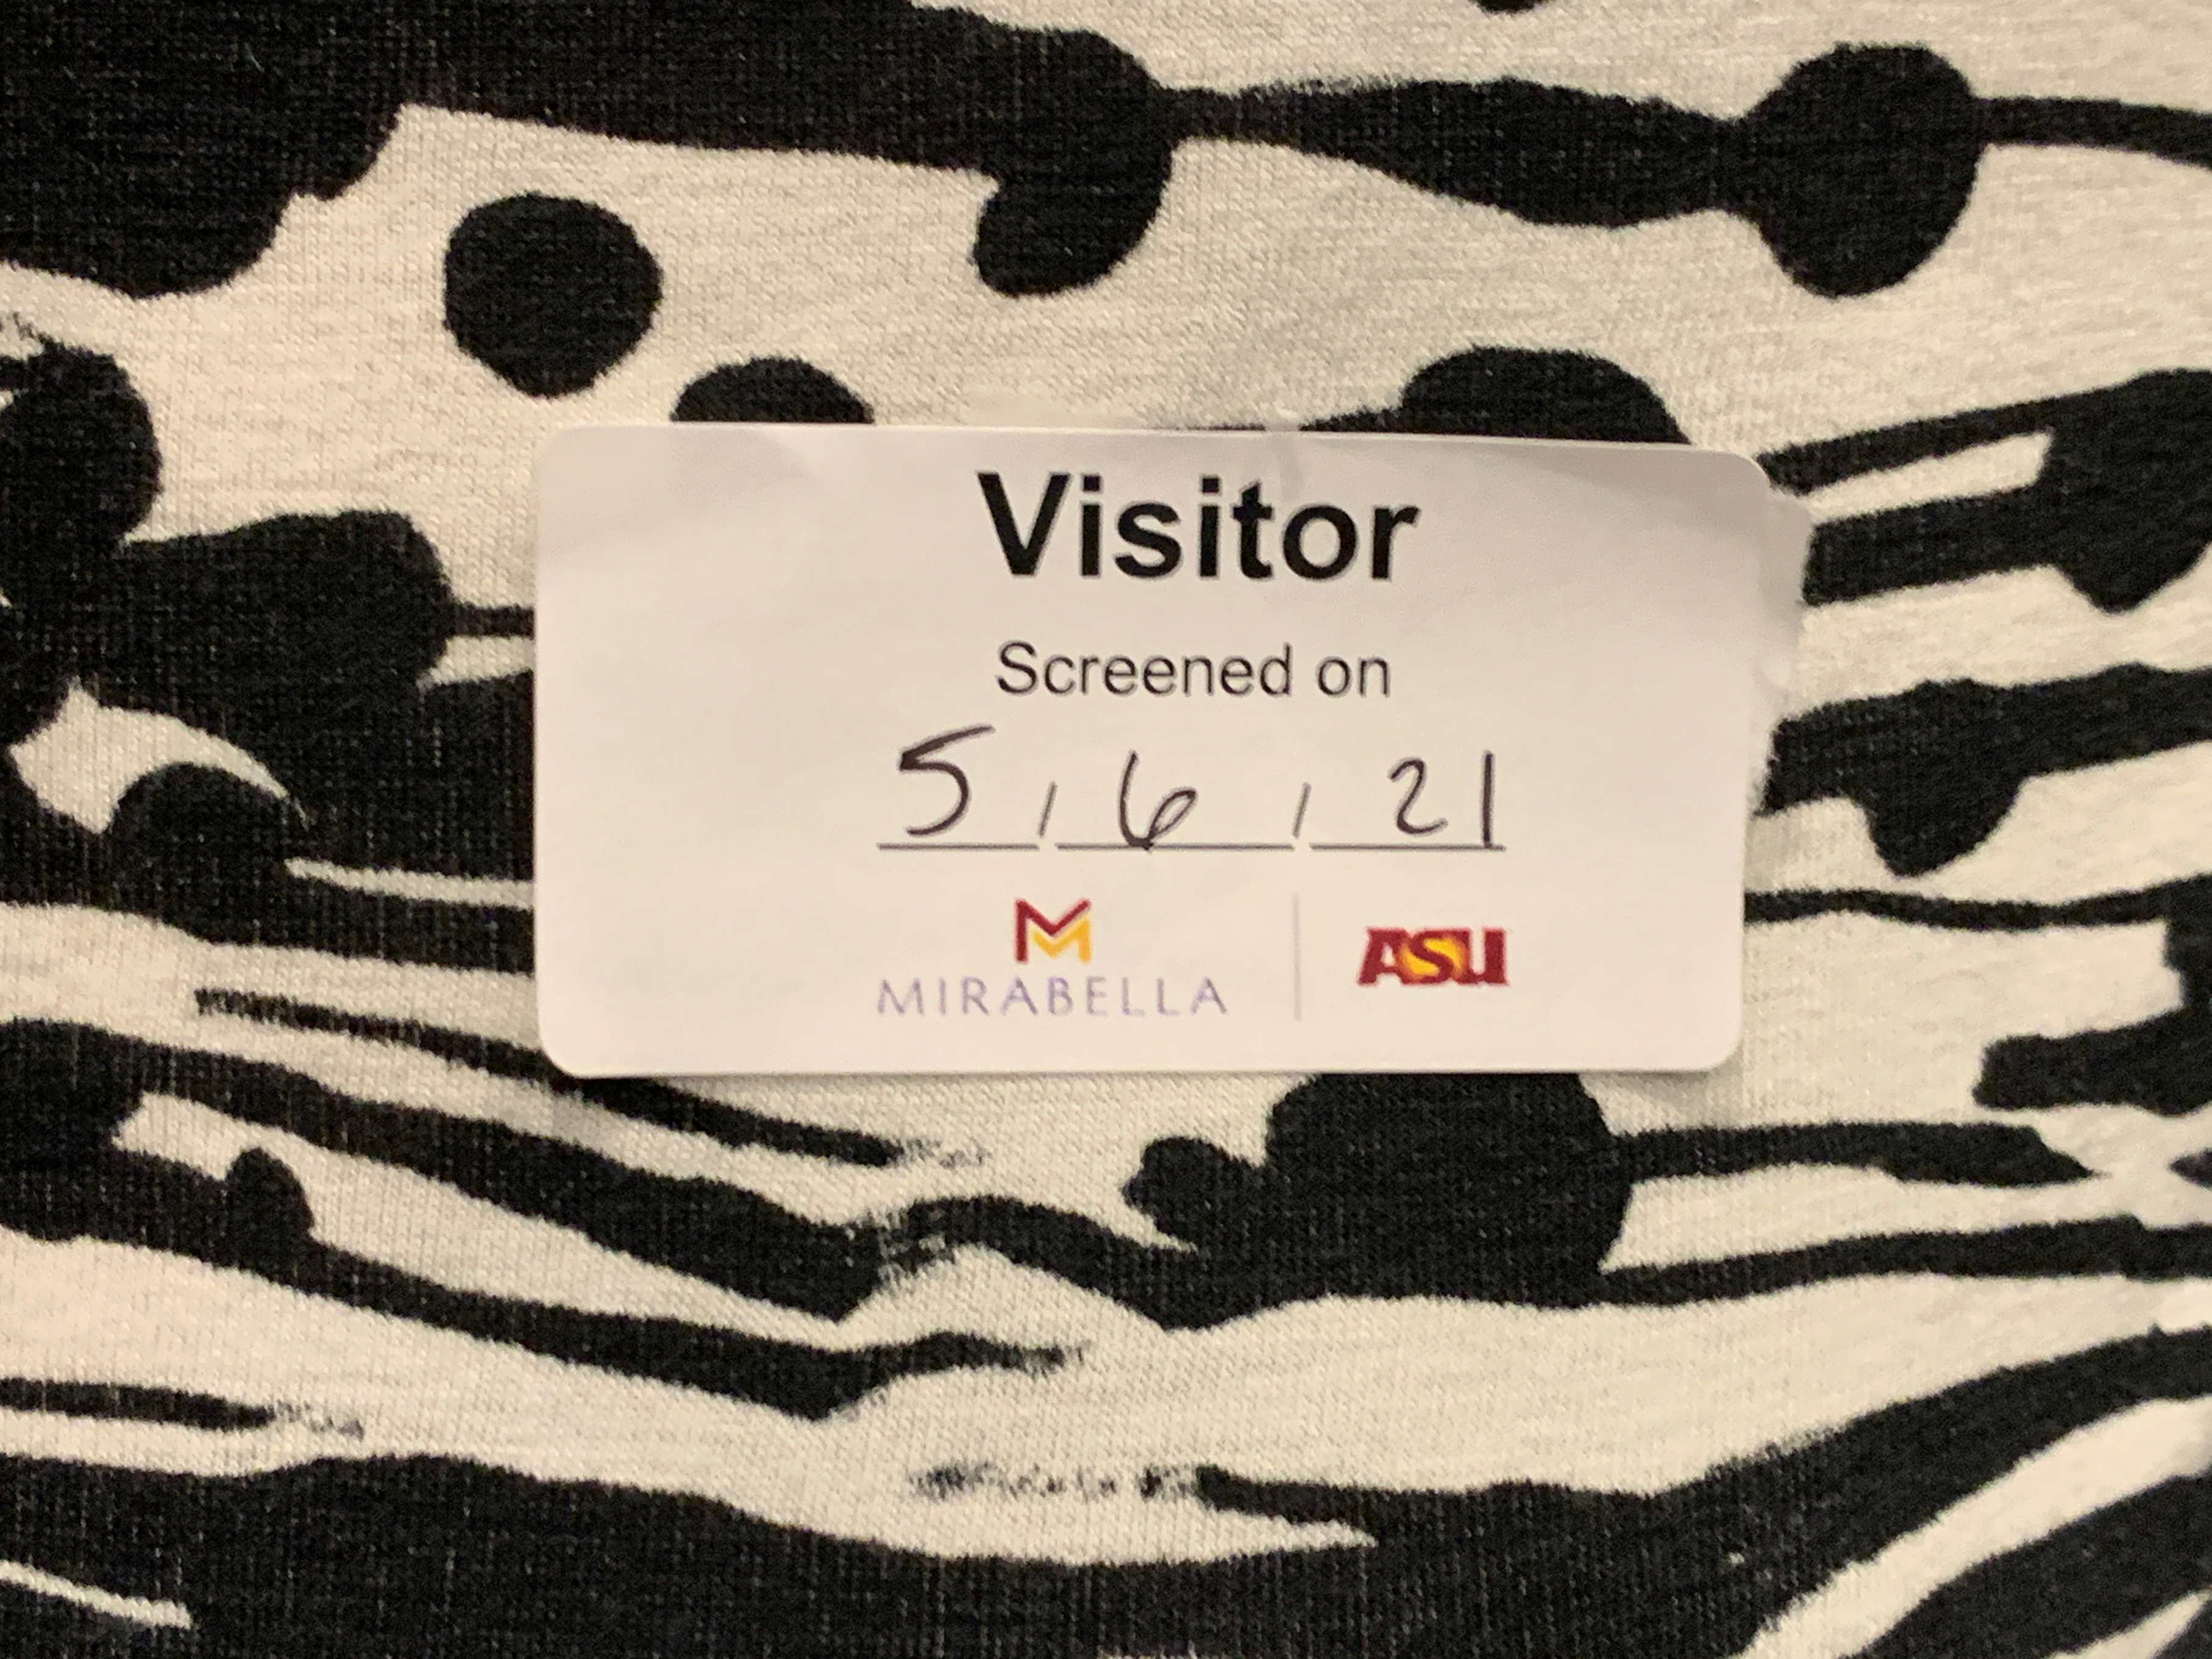 Visitor
Screened on
5 / 6 / 21
MIRABELLA
ASU